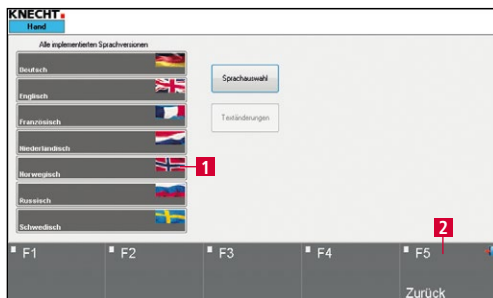 KNECHT
Hand
Alle implementierten Sprachversionen
Deutsch
Englisch
Französisch
Niederländisch
Norwegisch
Russisch
Schwedisch
Sprachauswahl
Textänderungen
1
2
F1
F2
F3
F4
F5
Zurück